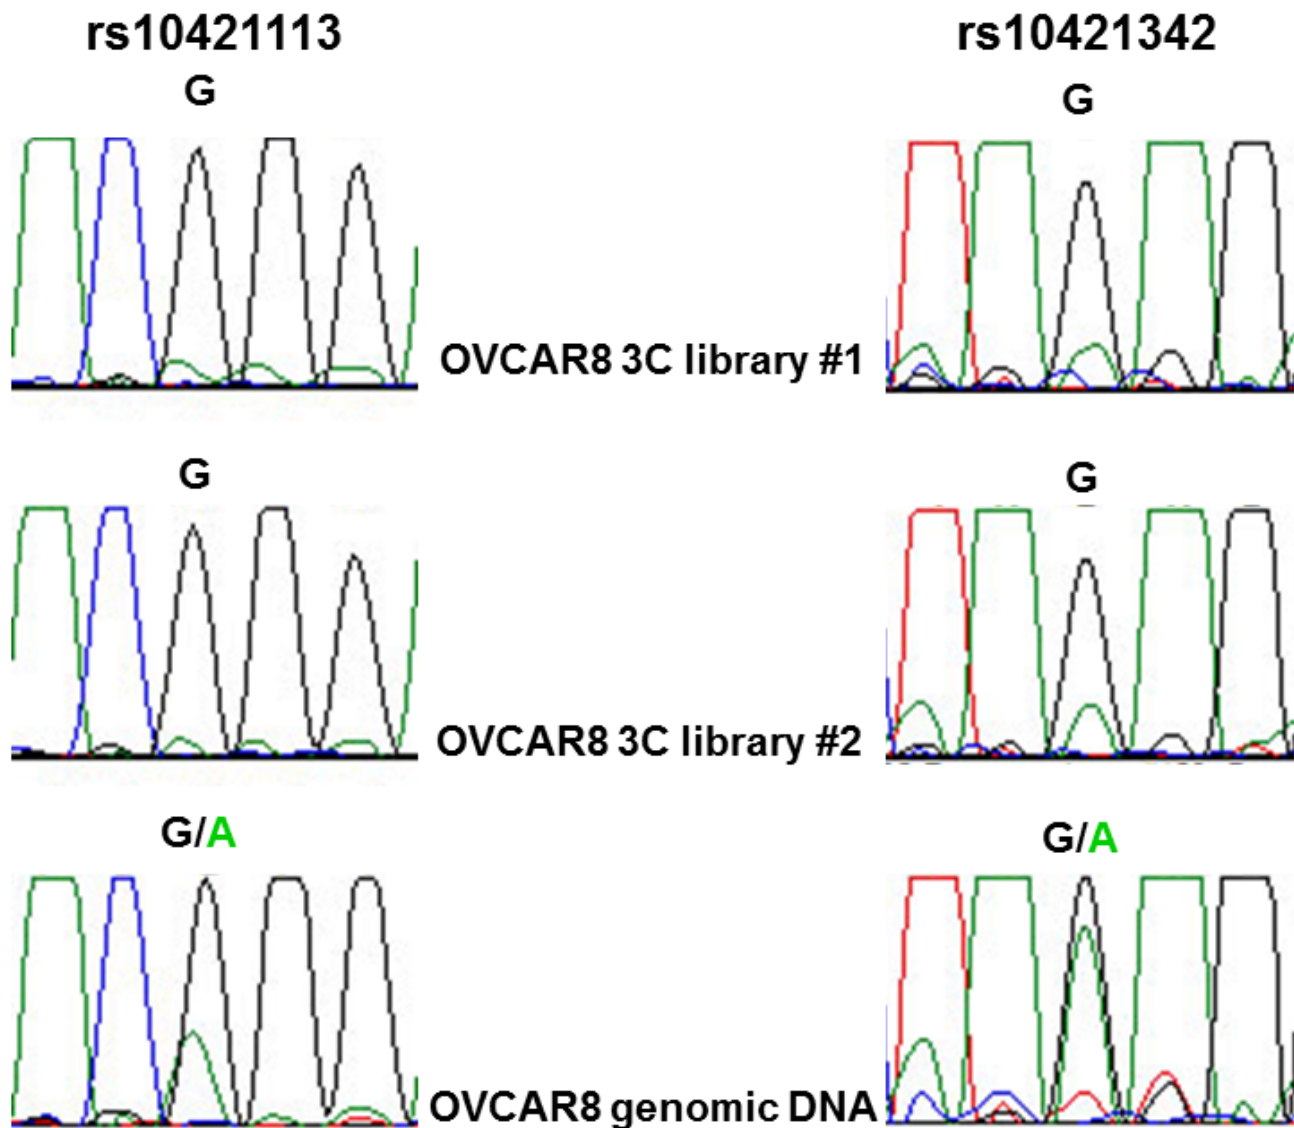 rs10421113
rs10421342
G
G
OVCAR8 3C library #1
G
G
OVCAR8 3C library #2
G/A
G/A
OVCAR8 genomic DNA